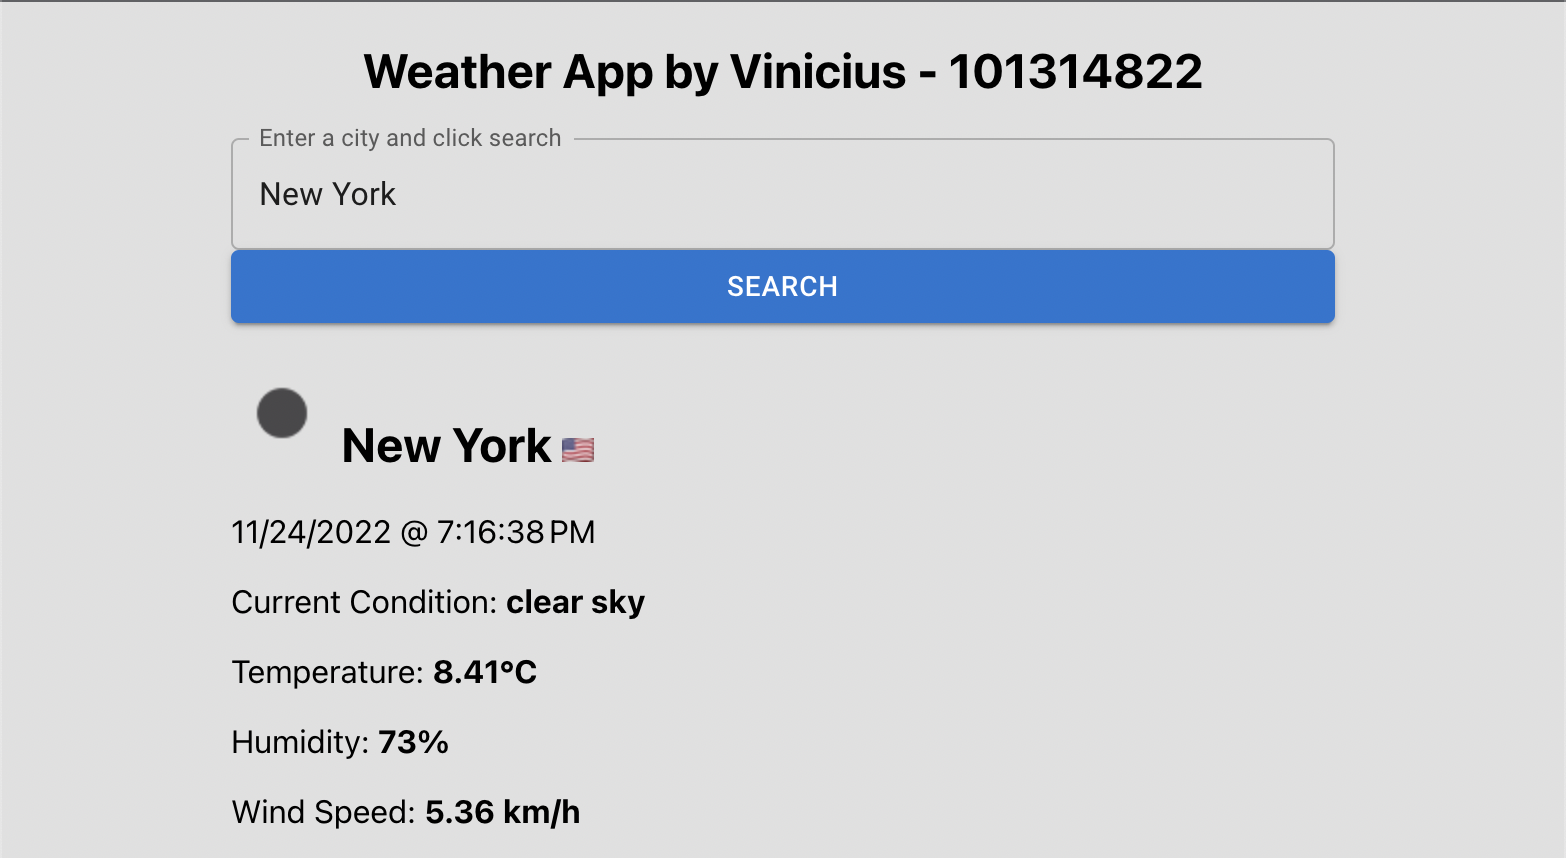 Weather App by Vinicius - 101314822
Enter a city and click search
New York
SEARCH
New York 🇺🇸
11/24/2022 @ 7:16:38 PM
Current Condition: clear sky
Temperature: 8.41°C
Humidity: 73%
Wind Speed: 5.36 km/h